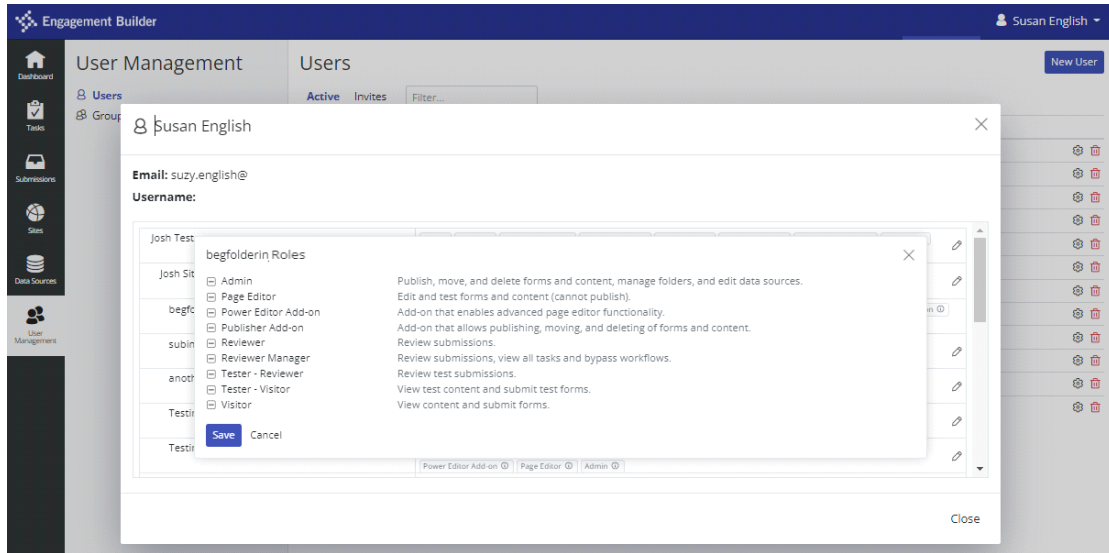 Engagement Builder
Susan English
Dashboard
Tasks
Submissions
Sites
Data Sources
User Management
User Management
Users
Group
Users
New User
Active Invites Filter...
Susan English
Email: suzy.english@
Username:
Josh Test
Josh Sit
begfo
subin
anoth
Testin
Testin
begfolderin Roles
Admin Publish, move, and delete forms and content, manage folders, and edit data sources.
Page Editor Edit and test forms and content (cannot publish).
Power Editor Add-on Add-on that enables advanced page editor functionality.
Publisher Add-on Add-on that allows publishing, moving, and deleting of forms and content.
Reviewer Review submissions.
Reviewer Manager Review submissions, view all tasks and bypass workflows.
Tester - Reviewer Review test submissions.
Tester - Visitor View test content and submit test forms.
Visitor View content and submit forms.
Save Cancel
Power Editor Add-on Page Editor Admin
Close